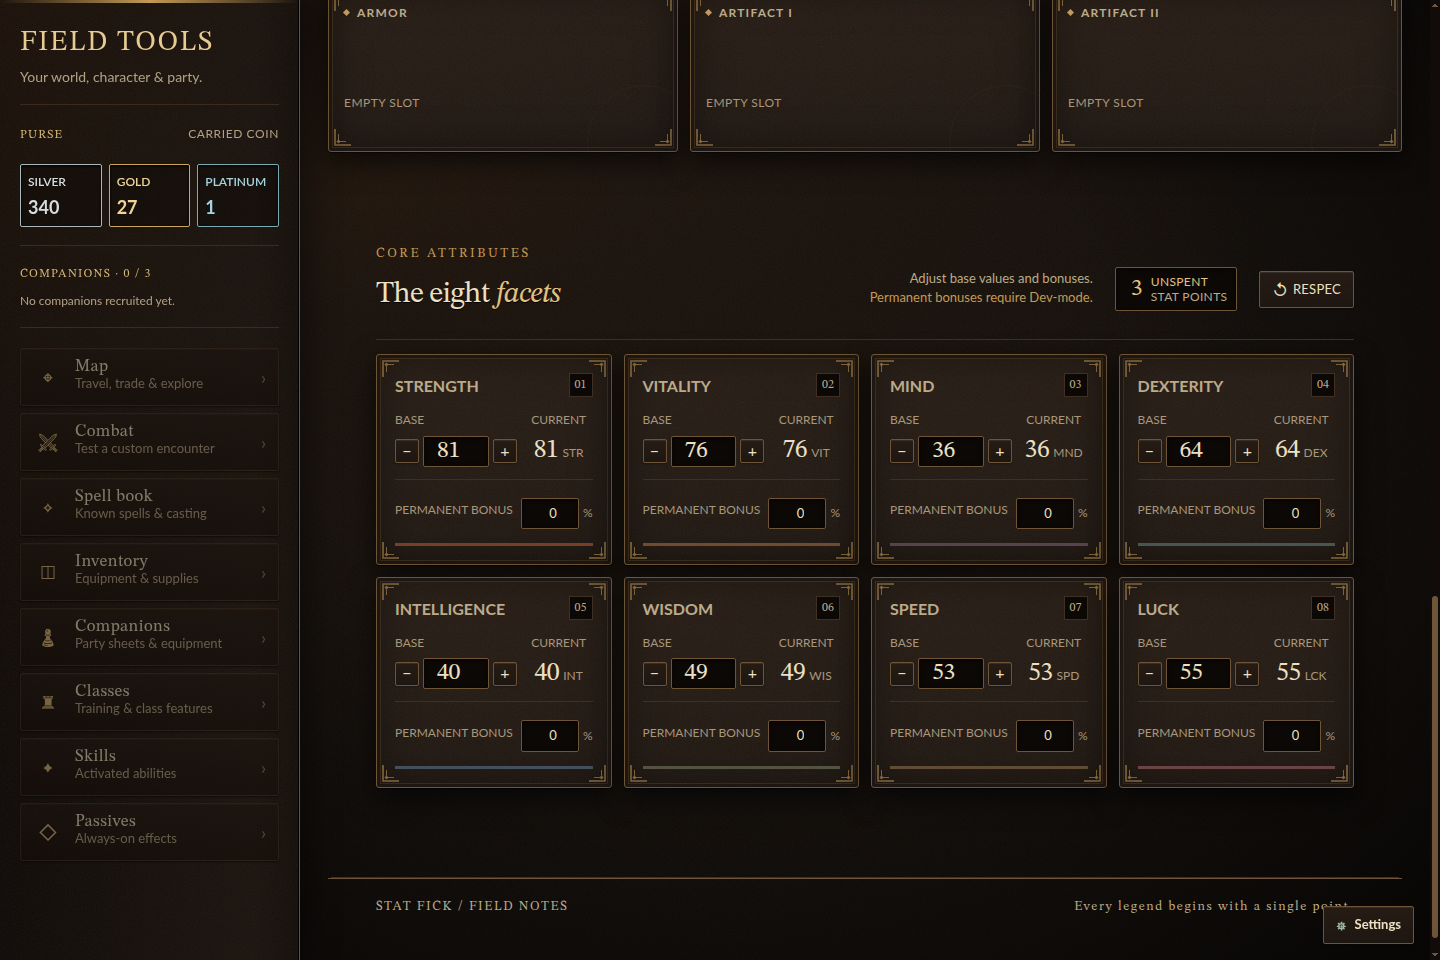 FIELD TOOLS
Your world, character & party.
PURSE
CARRIED COIN
SILVER
340
GOLD
27
PLATINUM
1
COMPANIONS · 0 / 3
No companions recruited yet.
Map
Travel, trade & explore
Combat
Test a custom encounter
Spell book
Known spells & casting
Inventory
Equipment & supplies
Companions
Party sheets & equipment
Classes
Training & class features
Skills
Activated abilities
Passives
Always-on effects
ARMOR
EMPTY SLOT
ARTIFACT I
EMPTY SLOT
ARTIFACT II
EMPTY SLOT
CORE ATTRIBUTES
The eight facets
Adjust base values and bonuses.
Permanent bonuses require Dev-mode.
3 UNSPENT
STAT POINTS
RESPEC
STRENGTH 01
BASE CURRENT
− 81 + 81 STR
PERMANENT BONUS 0 %
VITALITY 02
BASE CURRENT
− 76 + 76 VIT
PERMANENT BONUS 0 %
MIND 03
BASE CURRENT
− 36 + 36 MND
PERMANENT BONUS 0 %
DEXTERITY 04
BASE CURRENT
− 64 + 64 DEX
PERMANENT BONUS 0 %
INTELLIGENCE 05
BASE CURRENT
− 40 + 40 INT
PERMANENT BONUS 0 %
WISDOM 06
BASE CURRENT
− 49 + 49 WIS
PERMANENT BONUS 0 %
SPEED 07
BASE CURRENT
− 53 + 53 SPD
PERMANENT BONUS 0 %
LUCK 08
BASE CURRENT
− 55 + 55 LCK
PERMANENT BONUS 0 %
STAT FICK / FIELD NOTES
Every legend begins with a single point.
Settings